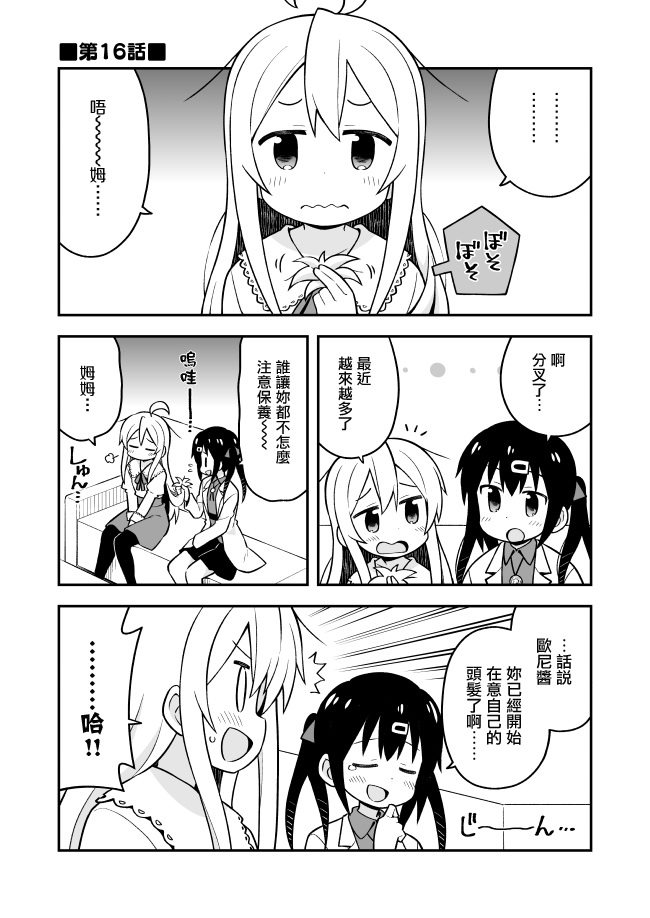 ■第16話■
………
………
唔～～～姆……
ぼそ
ぼそ
啊
分叉了…
最近
越來越多了
誰讓妳都不怎麼
注意保養～～
嗚哇──…
姆姆…
しゅん…
…話說
歐尼醬
妳已經開始
在意自己的
頭髮了啊……
じ───ん…
………哈!!